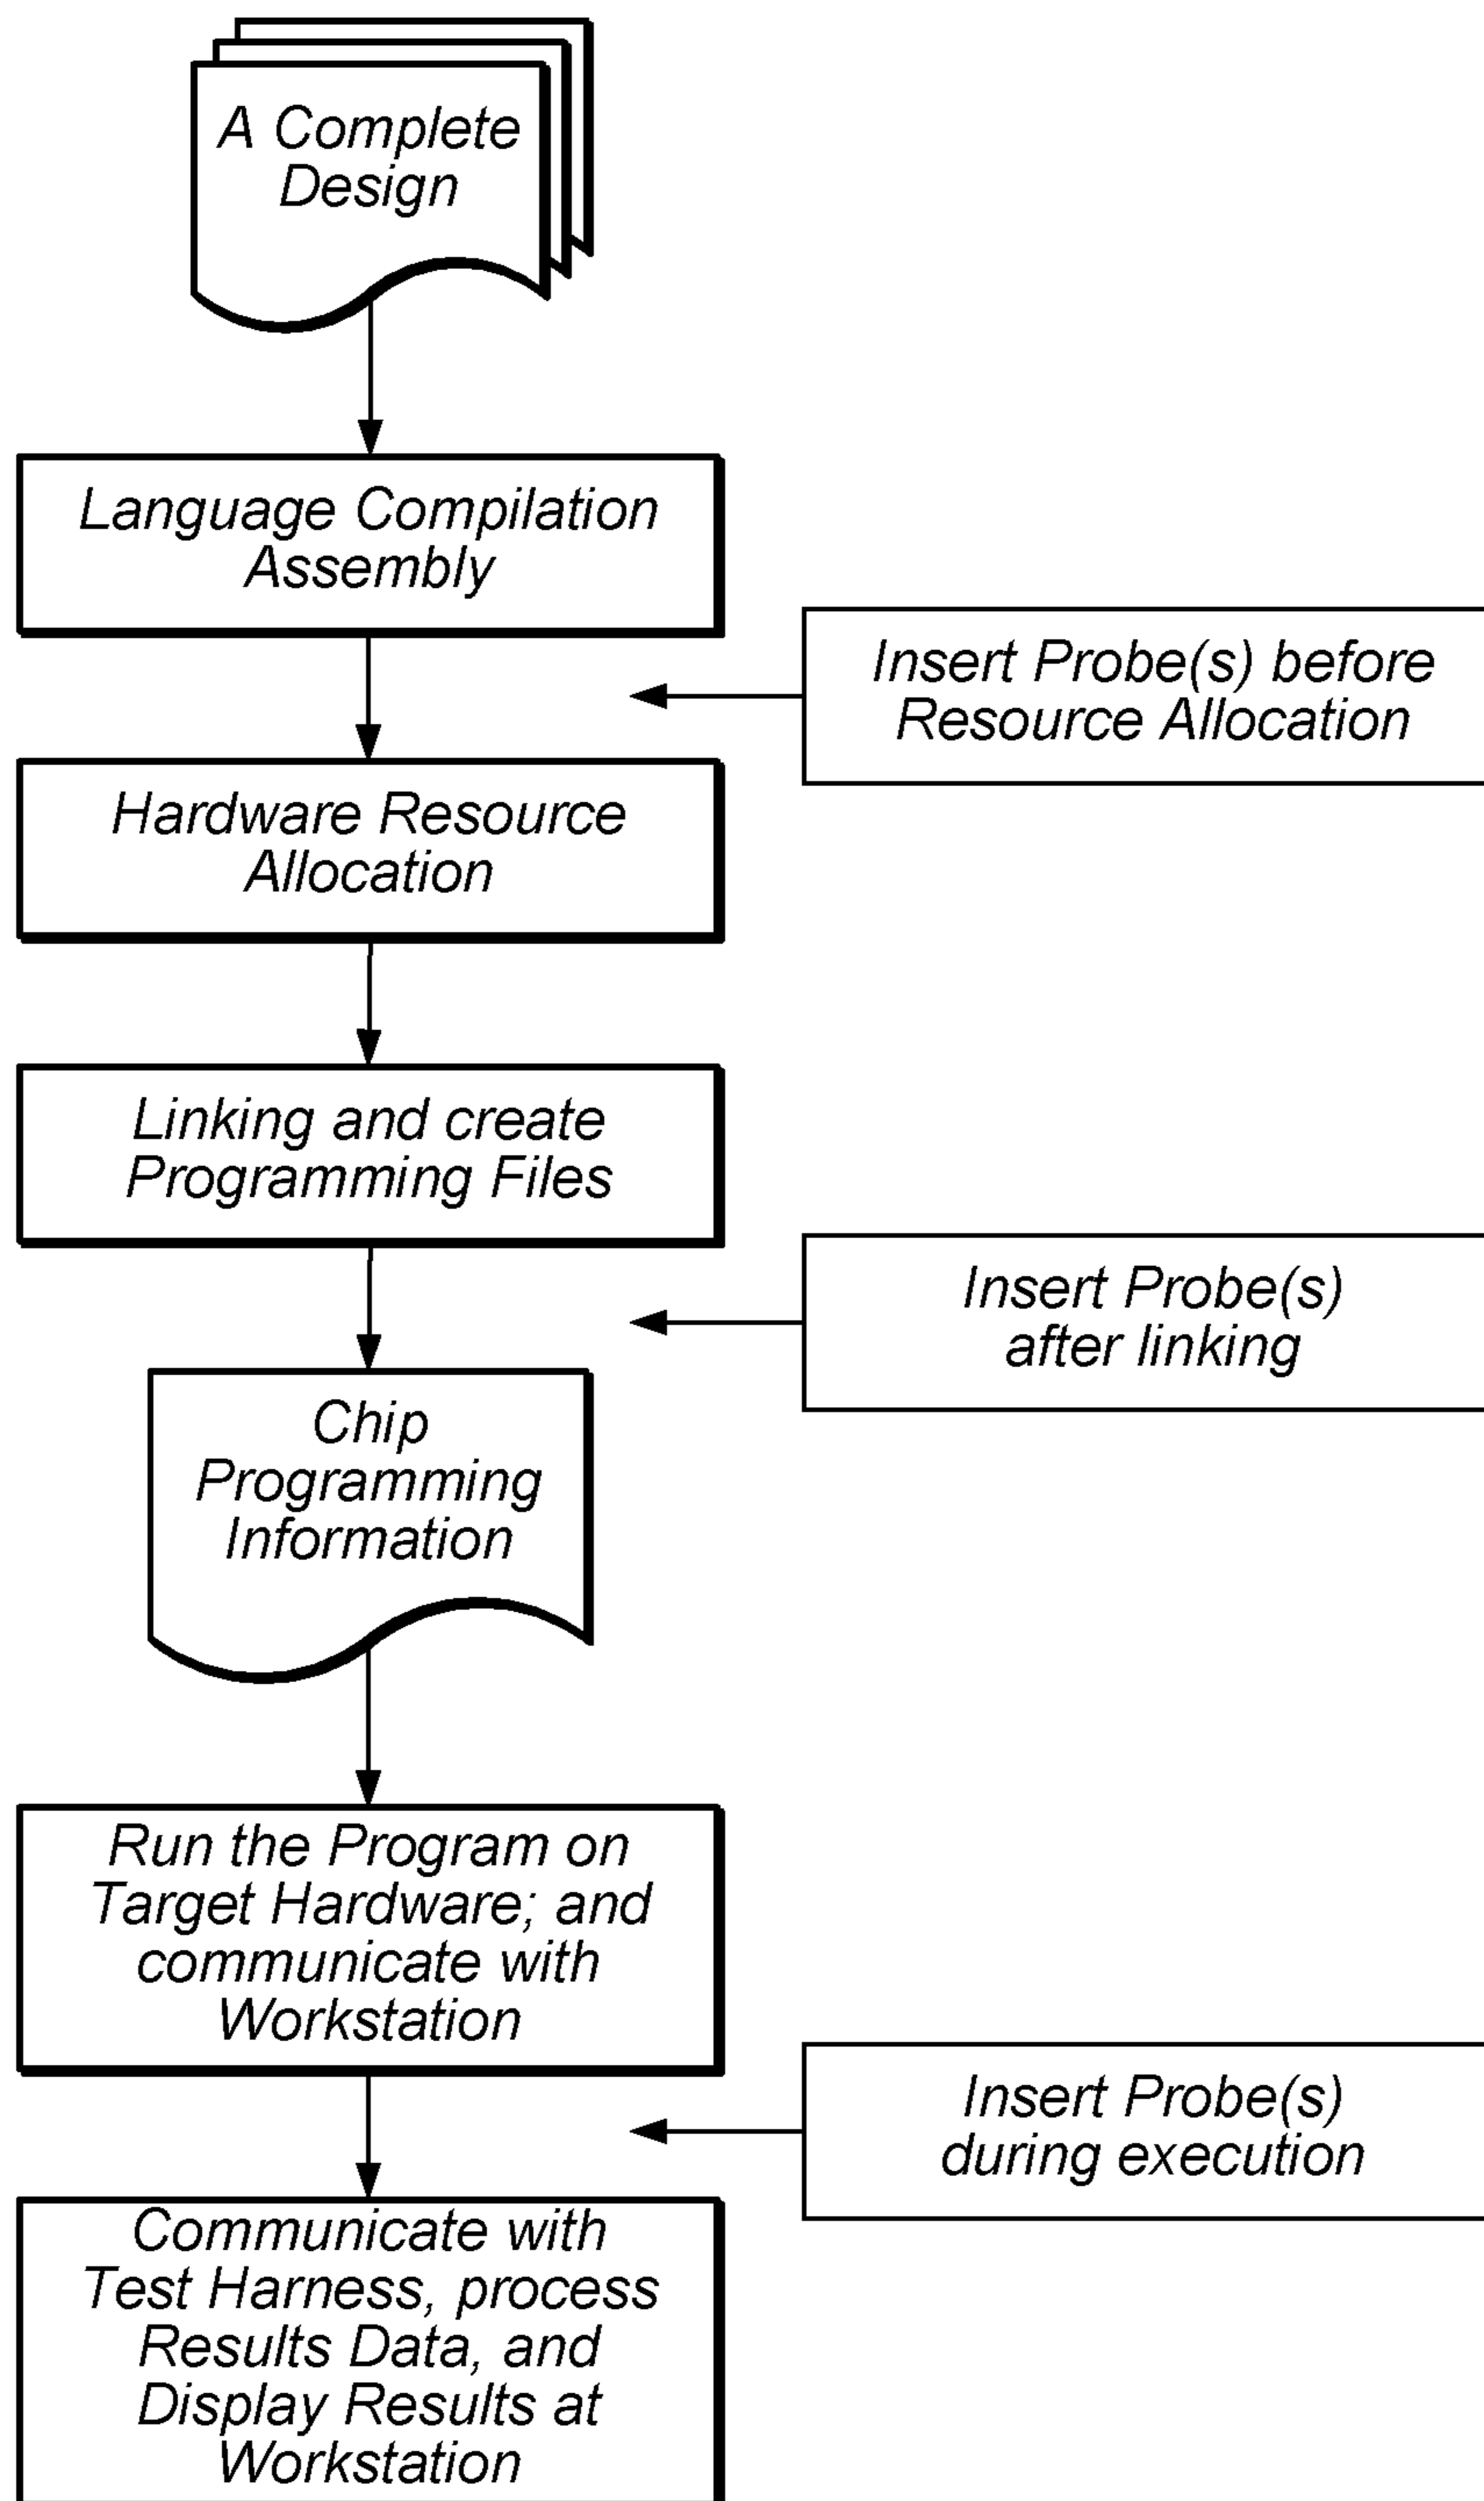 A Complete
Design
Language Compilation
Assembly
Insert Probe(s) before
Resource Allocation
Hardware Resource
Allocation
Linking and create
Programming Files
Insert Probe(s)
after linking
Chip
Programming
Information
Run the Program on
Target Hardware; and
communicate with
Workstation
Insert Probe(s)
during execution
Communicate with
Test Harness, process
Results Data, and
Display Results at
Workstation